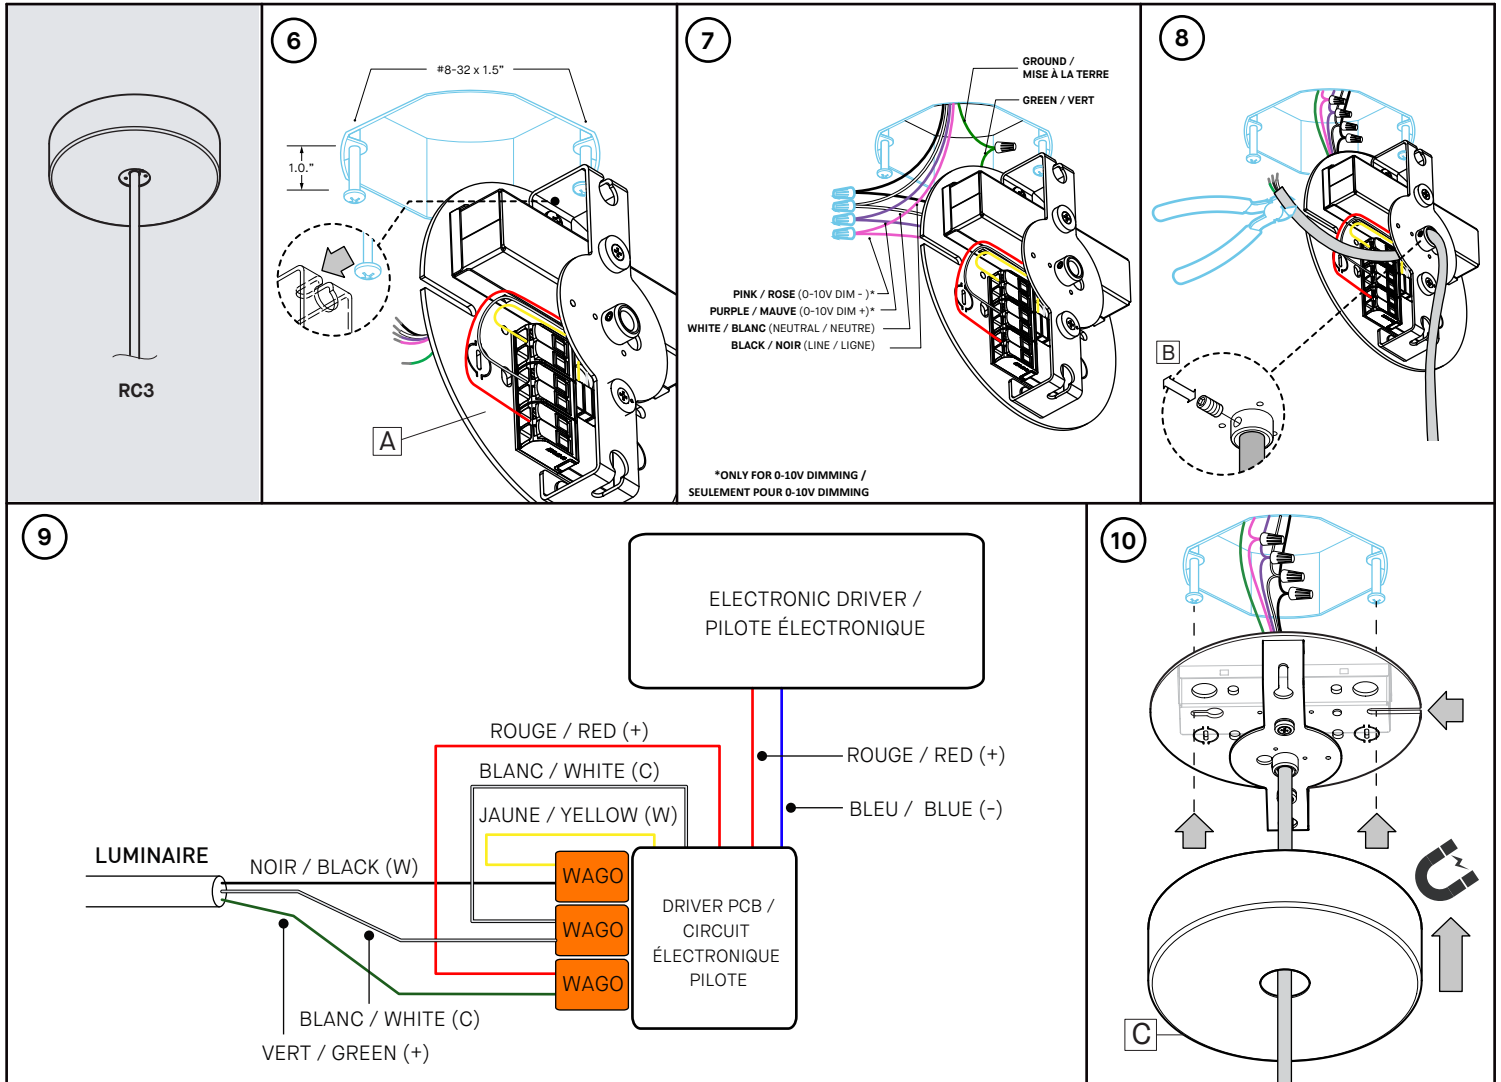 RC3
6
#8-32 x 1.5”
1.0.”
A
7
GROUND /
MISE À LA TERRE
GREEN / VERT
PINK / ROSE (0-10V DIM - )*
PURPLE / MAUVE (0-10V DIM +)*
WHITE / BLANC (NEUTRAL / NEUTRE)
BLACK / NOIR (LINE / LIGNE)
*ONLY FOR 0-10V DIMMING /
SEULEMENT POUR 0-10V DIMMING
8
B
9
ELECTRONIC DRIVER /
PILOTE ÉLECTRONIQUE
ROUGE / RED (+)
BLANC / WHITE (C)
JAUNE / YELLOW (W)
ROUGE / RED (+)
BLEU / BLUE (-)
LUMINAIRE
NOIR / BLACK (W)
WAGO
WAGO
WAGO
DRIVER PCB /
CIRCUIT
ÉLECTRONIQUE
PILOTE
BLANC / WHITE (C)
VERT / GREEN (+)
10
C